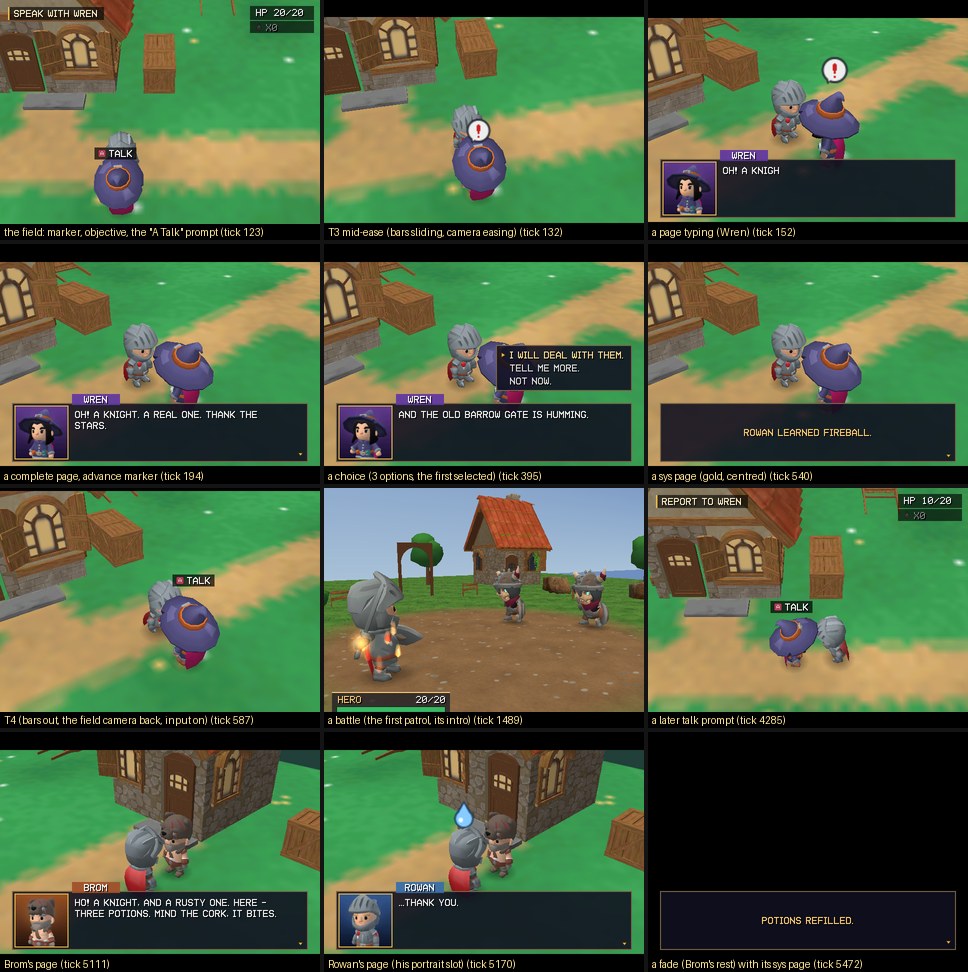 SPEAK WITH WREN
HP 20/20
X0
TALK
the field: marker, objective, the "A Talk" prompt (tick 123)
T3 mid-ease (bars sliding, camera easing) (tick 132)
WREN
OH! A KNIGH
a page typing (Wren) (tick 152)
WREN
OH! A KNIGHT. A REAL ONE. THANK THE
STARS.
a complete page, advance marker (tick 194)
I WILL DEAL WITH THEM.
TELL ME MORE.
NOT NOW.
WREN
AND THE OLD BARROW GATE IS HUMMING.
a choice (3 options, the first selected) (tick 395)
ROWAN LEARNED FIREBALL.
a sys page (gold, centred) (tick 540)
TALK
T4 (bars out, the field camera back, input on) (tick 587)
HERO 20/20
a battle (the first patrol, its intro) (tick 1489)
REPORT TO WREN
HP 10/20
X0
TALK
a later talk prompt (tick 4285)
BROM
HO! A KNIGHT, AND A RUSTY ONE. HERE -
THREE POTIONS. MIND THE CORK, IT BITES.
Brom's page (tick 5111)
ROWAN
...THANK YOU.
Rowan's page (his portrait slot) (tick 5170)
POTIONS REFILLED.
a fade (Brom's rest) with its sys page (tick 5472)